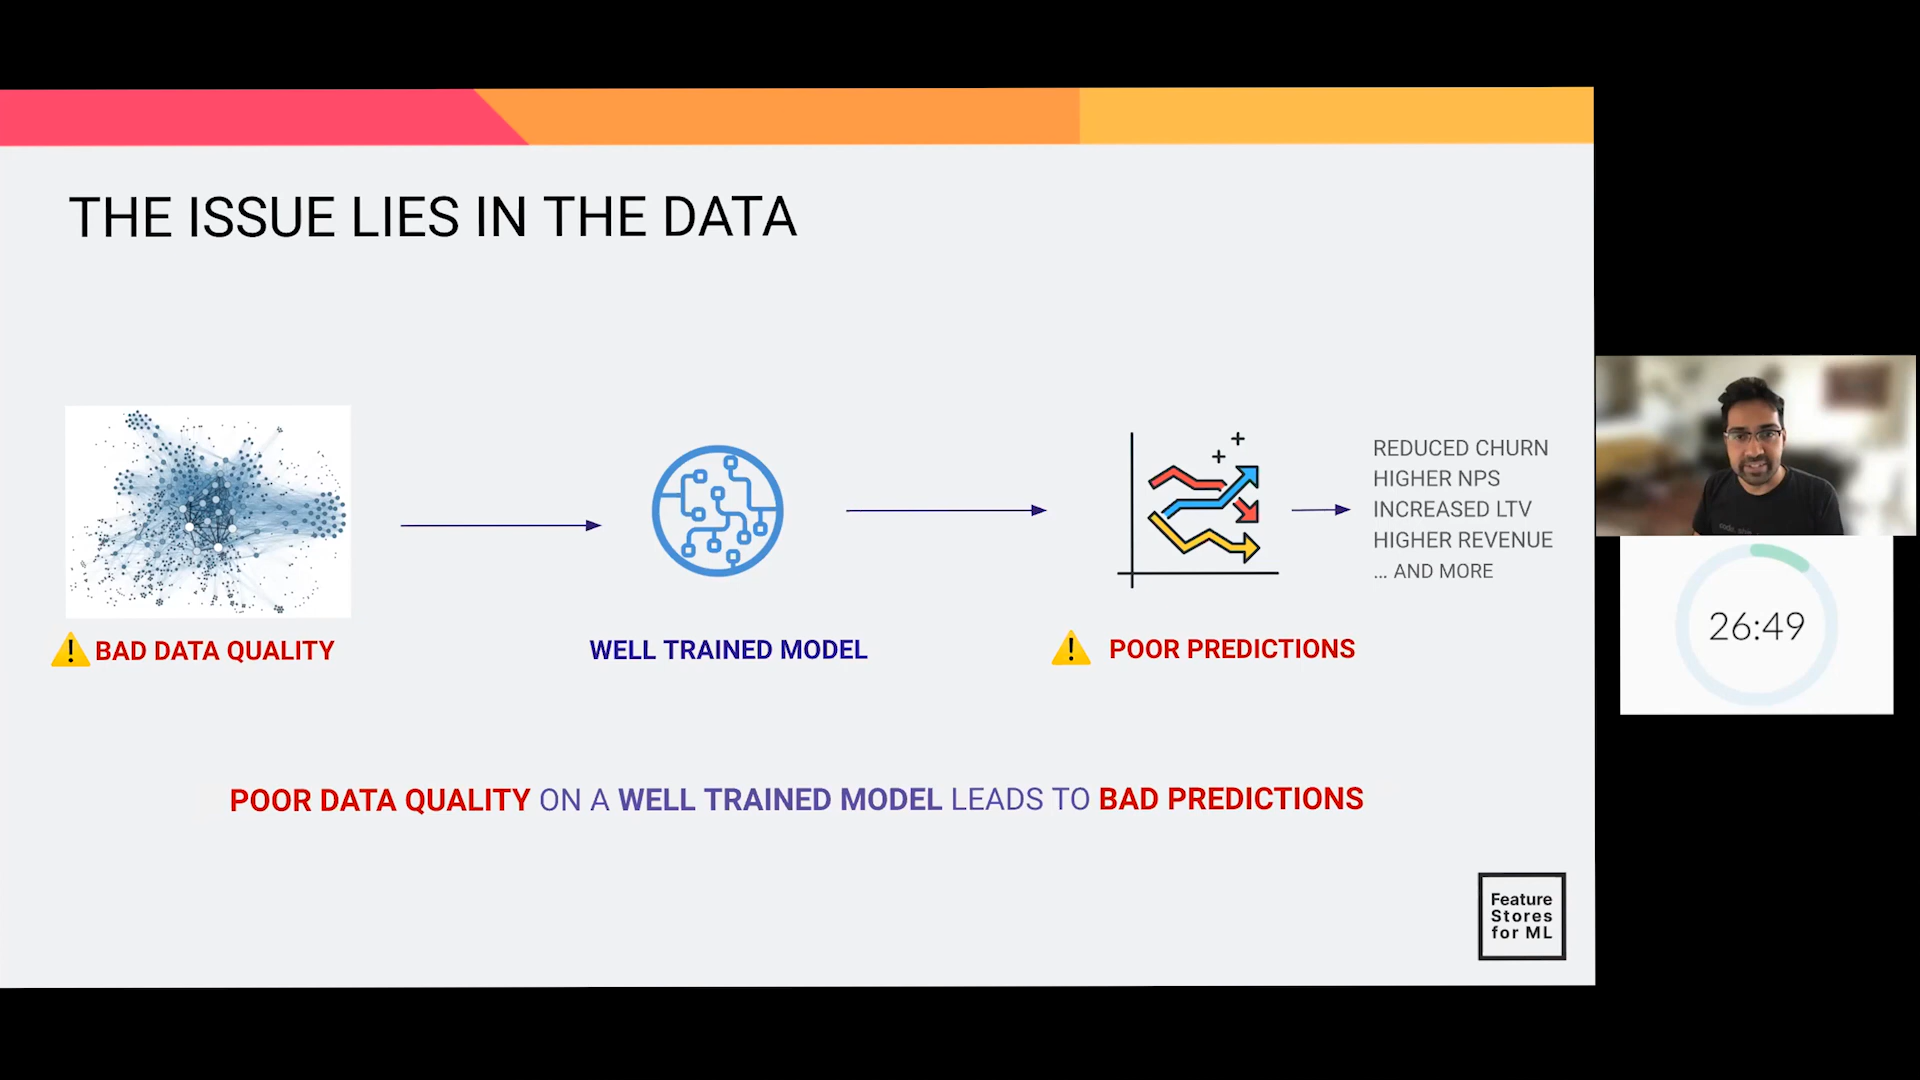 THE ISSUE LIES IN THE DATA
REDUCED CHURN
HIGHER NPS
INCREASED LTV
HIGHER REVENUE
... AND MORE
BAD DATA QUALITY
WELL TRAINED MODEL
POOR PREDICTIONS
POOR DATA QUALITY ON A WELL TRAINED MODEL LEADS TO BAD PREDICTIONS
Feature
Stores
for ML
26:49